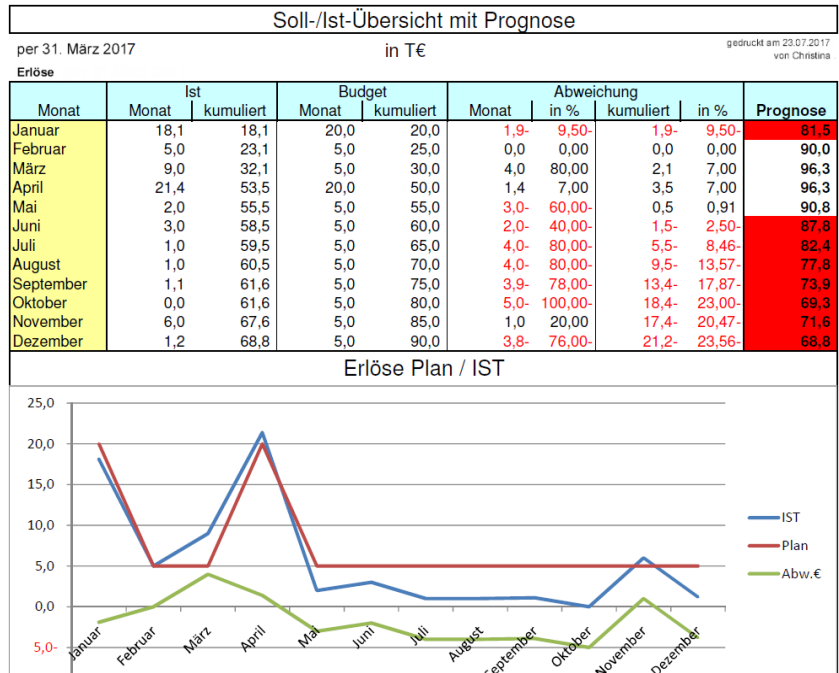 Soll-/Ist-Übersicht mit Prognose
per 31. März 2017 in T€ gedruckt am 23.07.2017
von Christina
Erlöse
Ist Budget Abweichung
Monat Monat kumuliert Monat kumuliert Monat in % kumuliert in % Prognose
Januar 18,1 18,1 20,0 20,0 1,9- 9,50- 1,9- 9,50- 81,5
Februar 5,0 23,1 5,0 25,0 0,0 0,00 0,0 0,00 90,0
März 9,0 32,1 5,0 30,0 4,0 80,00 2,1 7,00 96,3
April 21,4 53,5 20,0 50,0 1,4 7,00 3,5 7,00 96,3
Mai 2,0 55,5 5,0 55,0 3,0- 60,00- 0,5 0,91 90,8
Juni 3,0 58,5 5,0 60,0 2,0- 40,00- 1,5- 2,50- 87,8
Juli 1,0 59,5 5,0 65,0 4,0- 80,00- 5,5- 8,46- 82,4
August 1,0 60,5 5,0 70,0 4,0- 80,00- 9,5- 13,57- 77,8
September 1,1 61,6 5,0 75,0 3,9- 78,00- 13,4- 17,87- 73,9
Oktober 0,0 61,6 5,0 80,0 5,0- 100,00- 18,4- 23,00- 69,3
November 6,0 67,6 5,0 85,0 1,0 20,00 17,4- 20,47- 71,6
Dezember 1,2 68,8 5,0 90,0 3,8- 76,00- 21,2- 23,56- 68,8
Erlöse Plan / IST
25,0
20,0
15,0
10,0
5,0
0,0
5,0-
IST
Plan
Abw.€
Januar Februar März April Mai Juni Juli August September Oktober November Dezember